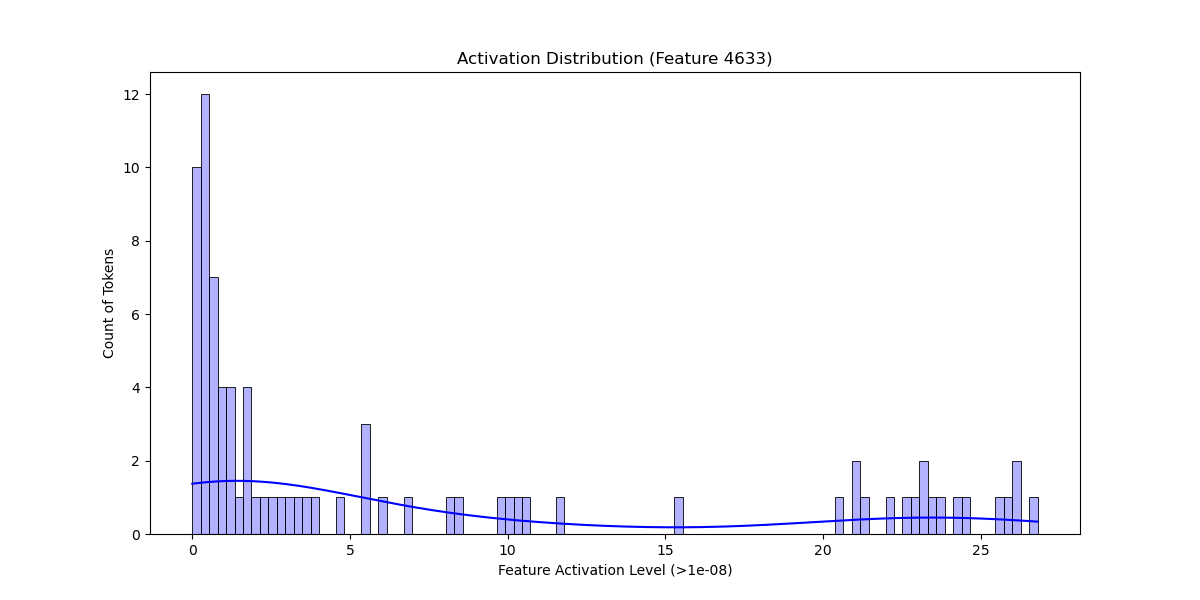 Activation Distribution (Feature 4633)
12
10
8
6
4
2
0
Count of Tokens
0 5 10 15 20 25
Feature Activation Level (>1e-08)